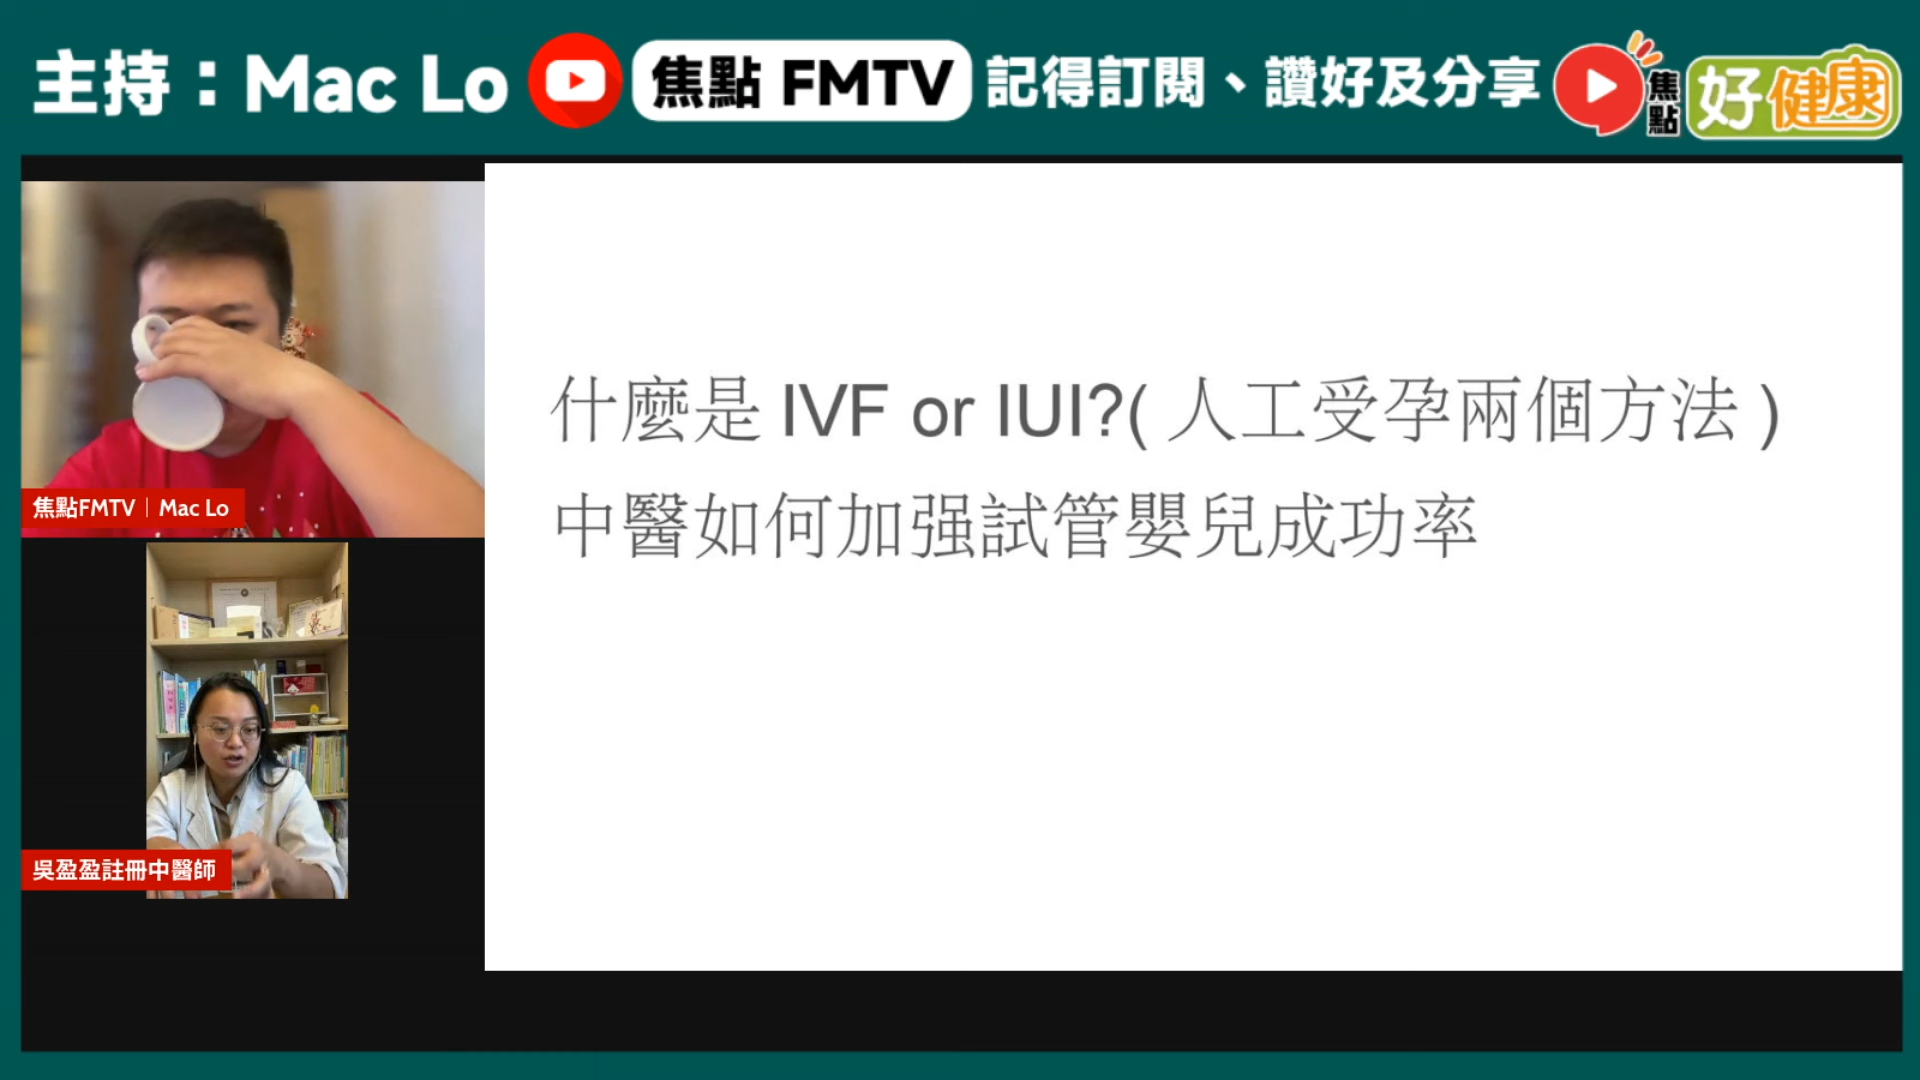 主持：Mac Lo 焦點 FMTV 記得訂閱、讚好及分享 焦點 好健康
焦點FMTV｜Mac Lo
吳盈盈註冊中醫師
什麼是 IVF or IUI?( 人工受孕兩個方法 )
中醫如何加强試管嬰兒成功率